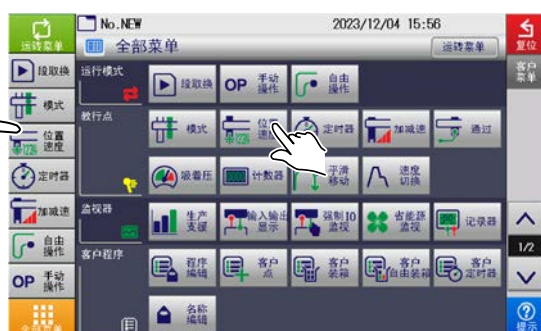 No.NEW 2023/12/04 15:56
运转菜单
全部菜单
运转菜单
复位
客户菜单
段取换
模式
位置速度
定时器
加减速
自由操作
OP 手动操作
全部菜单
运行模式
段取换
OP 手动操作
自由操作
教行点
模式
位置
速
定时器
加减速
通过
吸着压
计数器
平滑移动
速度切换
监视器
生产支援
输入输出显示
强制IO监视
省能源监视
记录器
客户程序
程序编辑
客户点
客户装箱
客户自由装箱
客户定时器
名称编辑
1/2
提示